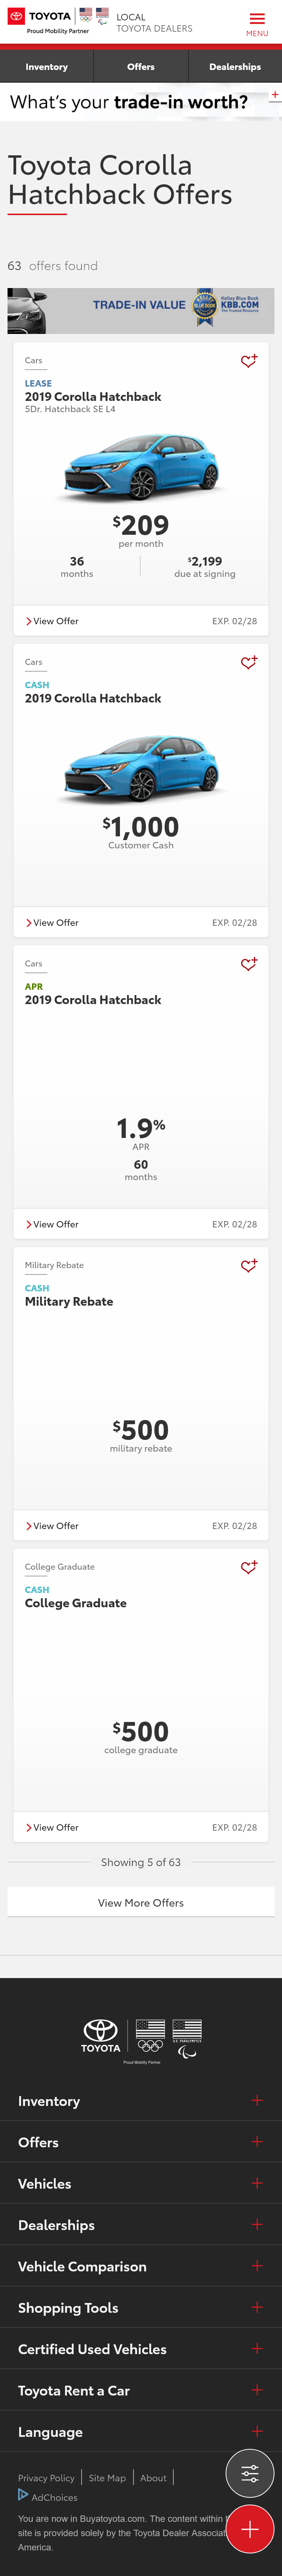 TOYOTA
Proud Mobility Partner
LOCAL
TOYOTA DEALERS
MENU
Inventory
Offers
Dealerships
What's your trade-in worth?
Toyota Corolla
Hatchback Offers
63 offers found
TRADE-IN VALUE
Kelley Blue Book
KBB.COM
The Trusted Resource
Cars
LEASE
2019 Corolla Hatchback
5Dr. Hatchback SE L4
$209
per month
36
months
$2,199
due at signing
View Offer
EXP. 02/28
Cars
CASH
2019 Corolla Hatchback
$1,000
Customer Cash
View Offer
EXP. 02/28
Cars
APR
2019 Corolla Hatchback
1.9%
APR
60
months
View Offer
EXP. 02/28
Military Rebate
CASH
Military Rebate
$500
military rebate
View Offer
EXP. 02/28
College Graduate
CASH
College Graduate
$500
college graduate
View Offer
EXP. 02/28
Showing 5 of 63
View More Offers
TOYOTA
U.S. PARALYMPICS
Proud Mobility Partner
Inventory
Offers
Vehicles
Dealerships
Vehicle Comparison
Shopping Tools
Certified Used Vehicles
Toyota Rent a Car
Language
Privacy Policy
Site Map
About
AdChoices
You are now in Buyatoyota.com. The content within
site is provided solely by the Toyota Dealer Associat
America.